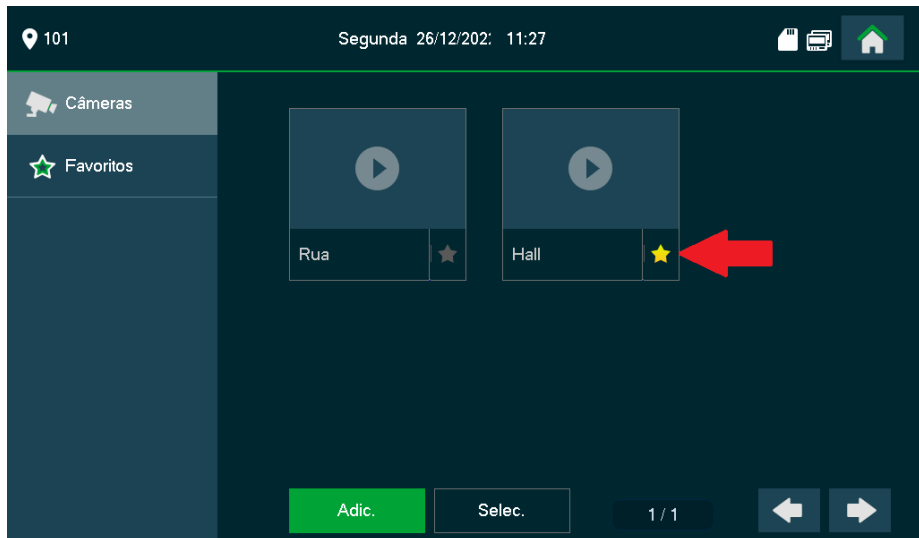 101
Segunda 26/12/202: 11:27
Câmeras
Favoritos
Rua
Hall
Adic.
Selec.
1 / 1